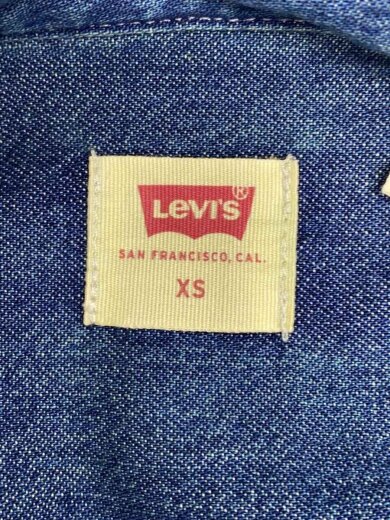 LEVI'S®
SAN FRANCISCO, CAL.
XS